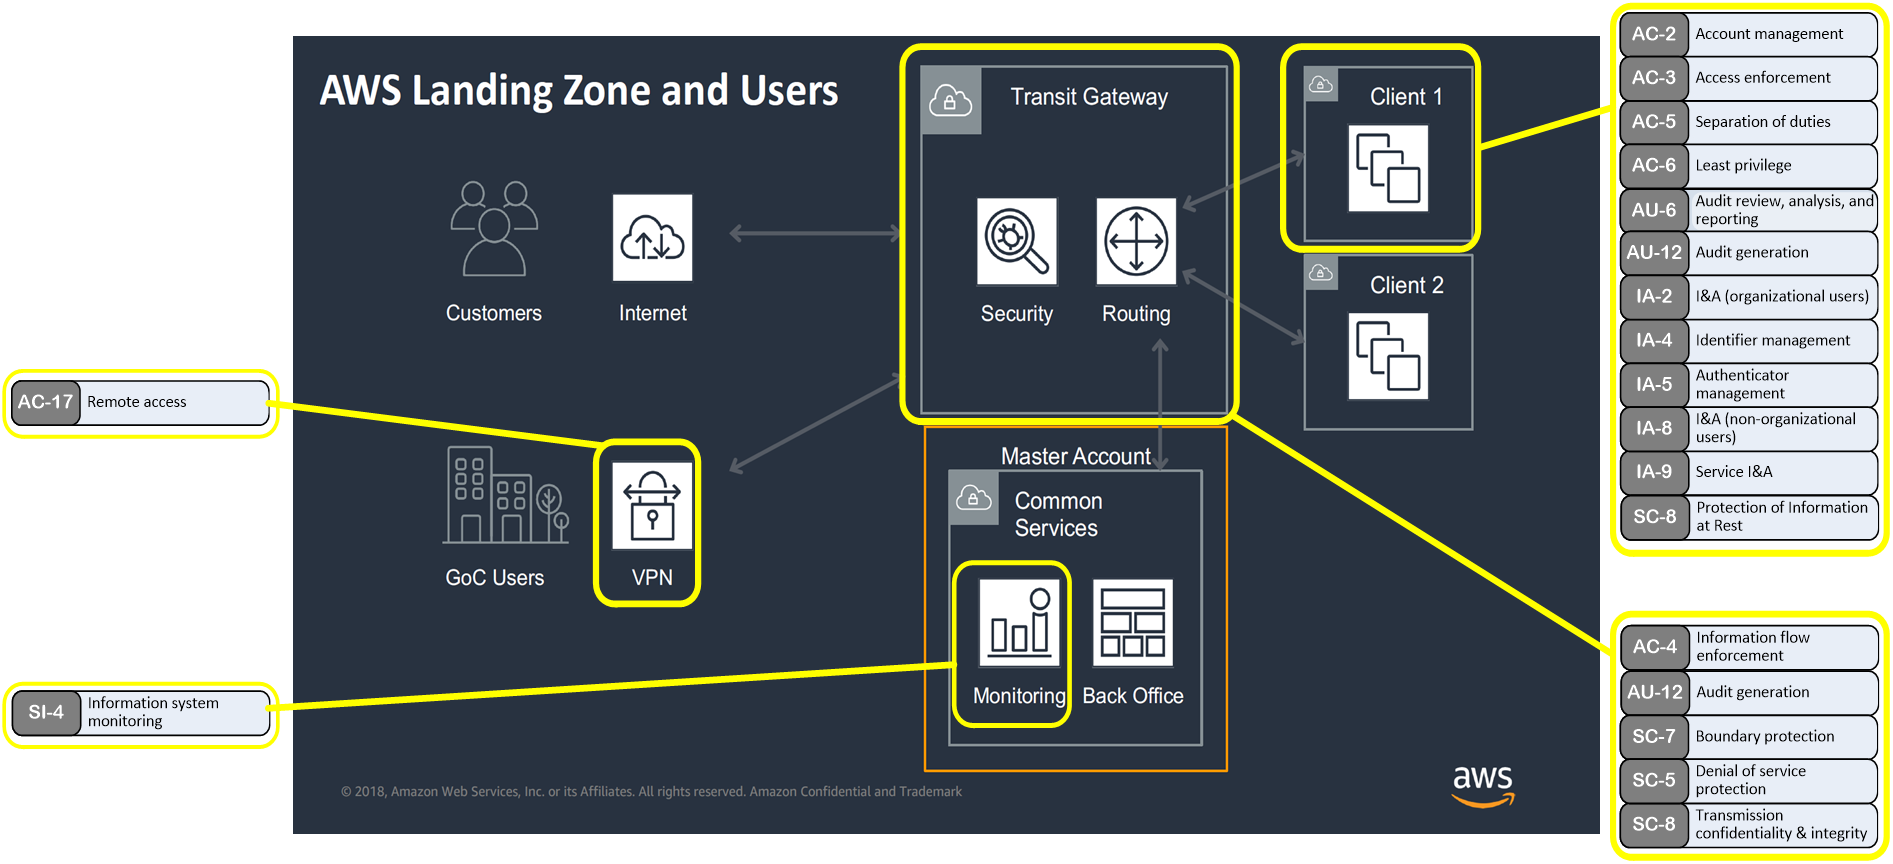 AWS Landing Zone and Users
Transit Gateway
Security
Routing
Client 1
Client 2
Customers
Internet
GoC Users
VPN
Master Account
Common
Services
Monitoring
Back Office
© 2018, Amazon Web Services, Inc. or its Affiliates. All rights reserved. Amazon Confidential and Trademark
aws
AC-17 Remote access
SI-4 Information system
monitoring
AC-2 Account management
AC-3 Access enforcement
AC-5 Separation of duties
AC-6 Least privilege
AU-6 Audit review, analysis, and
reporting
AU-12 Audit generation
IA-2 I&A (organizational users)
IA-4 Identifier management
IA-5 Authenticator
management
IA-8 I&A (non-organizational
users)
IA-9 Service I&A
SC-8 Protection of Information
at Rest
AC-4 Information flow
enforcement
AU-12 Audit generation
SC-7 Boundary protection
SC-5 Denial of service
protection
SC-8 Transmission
confidentiality & integrity